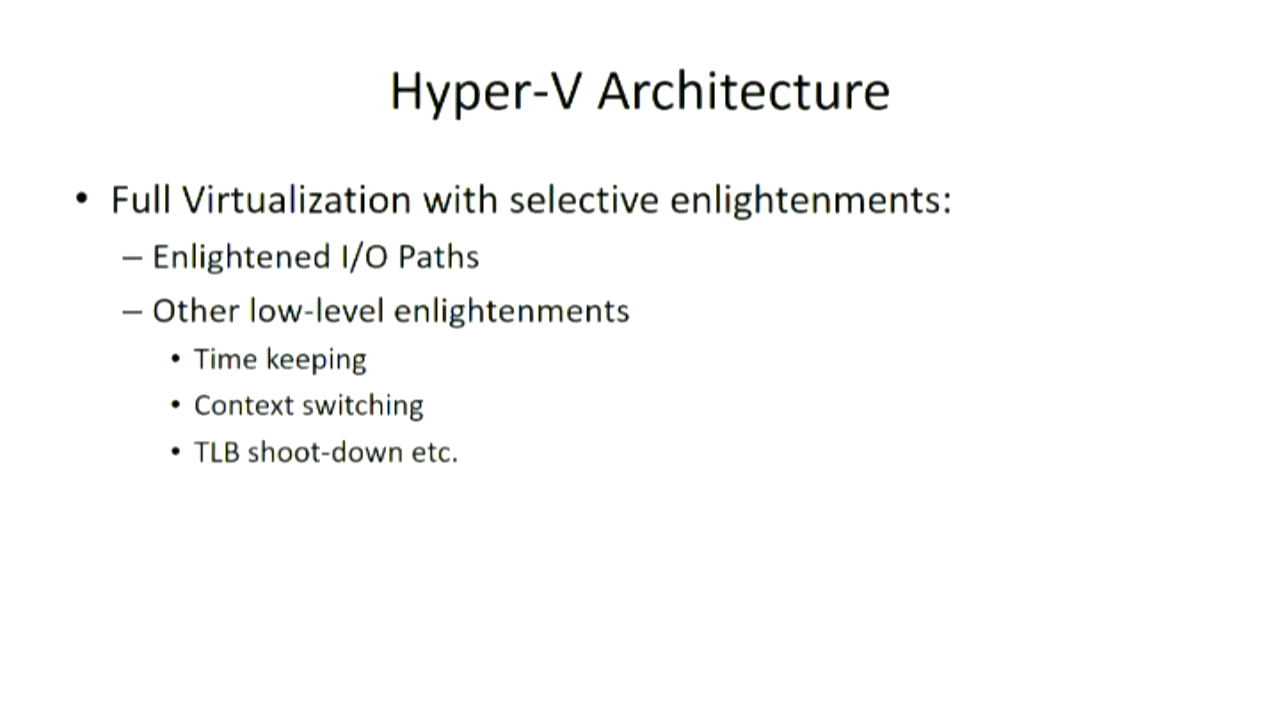 Hyper-V Architecture
• Full Virtualization with selective enlightenments:
– Enlightened I/O Paths
– Other low-level enlightenments
• Time keeping
• Context switching
• TLB shoot-down etc.